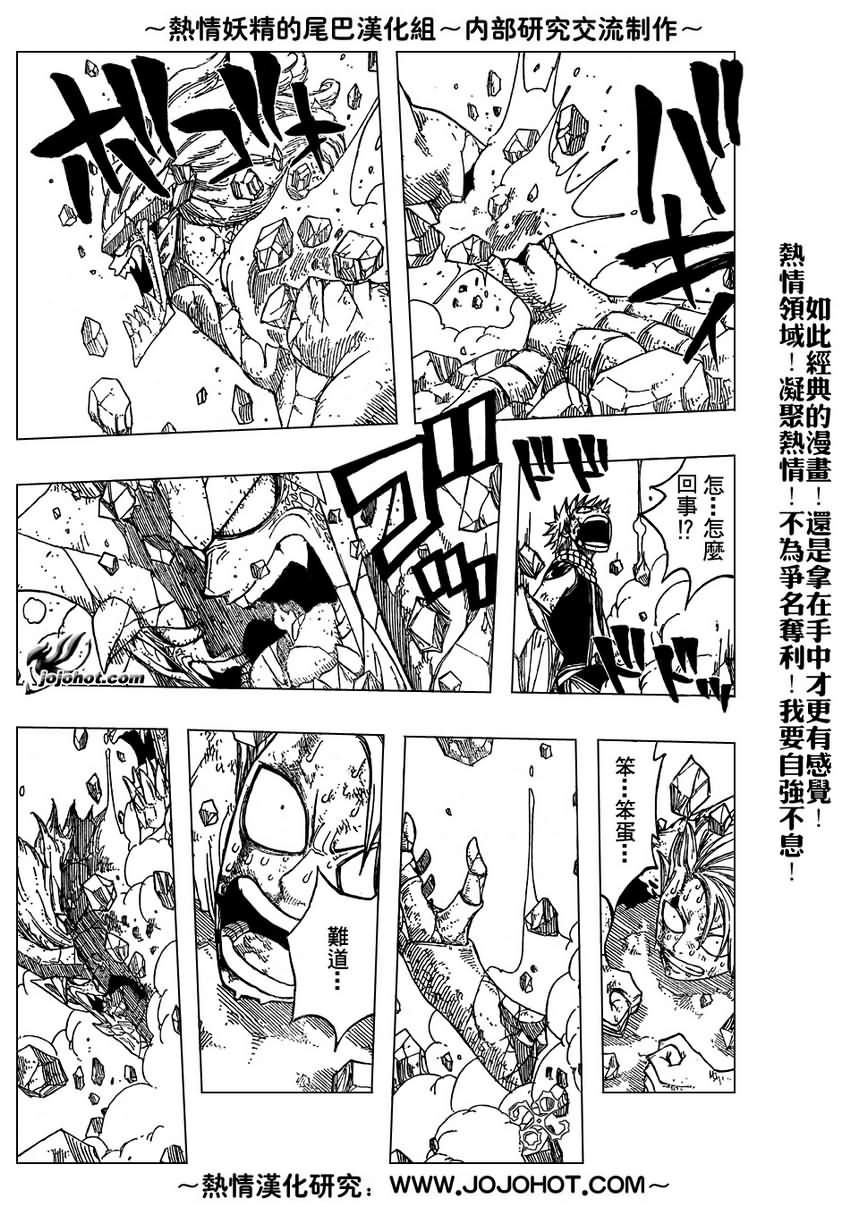 ～熱情妖精的尾巴漢化組～内部研究交流制作～
如此經典的漫畫！還是拿在手中才更有感覺！
熱情領域！凝聚熱情！不為爭名奪利！我要自強不息！
バキ
ボゴォ
怎…怎麼
回事!?
ドド
ドドド
ゴゴ…
jojohot.com
笨…笨蛋…
難道…
～熱情漢化研究：WWW.JOJOHOT.COM～